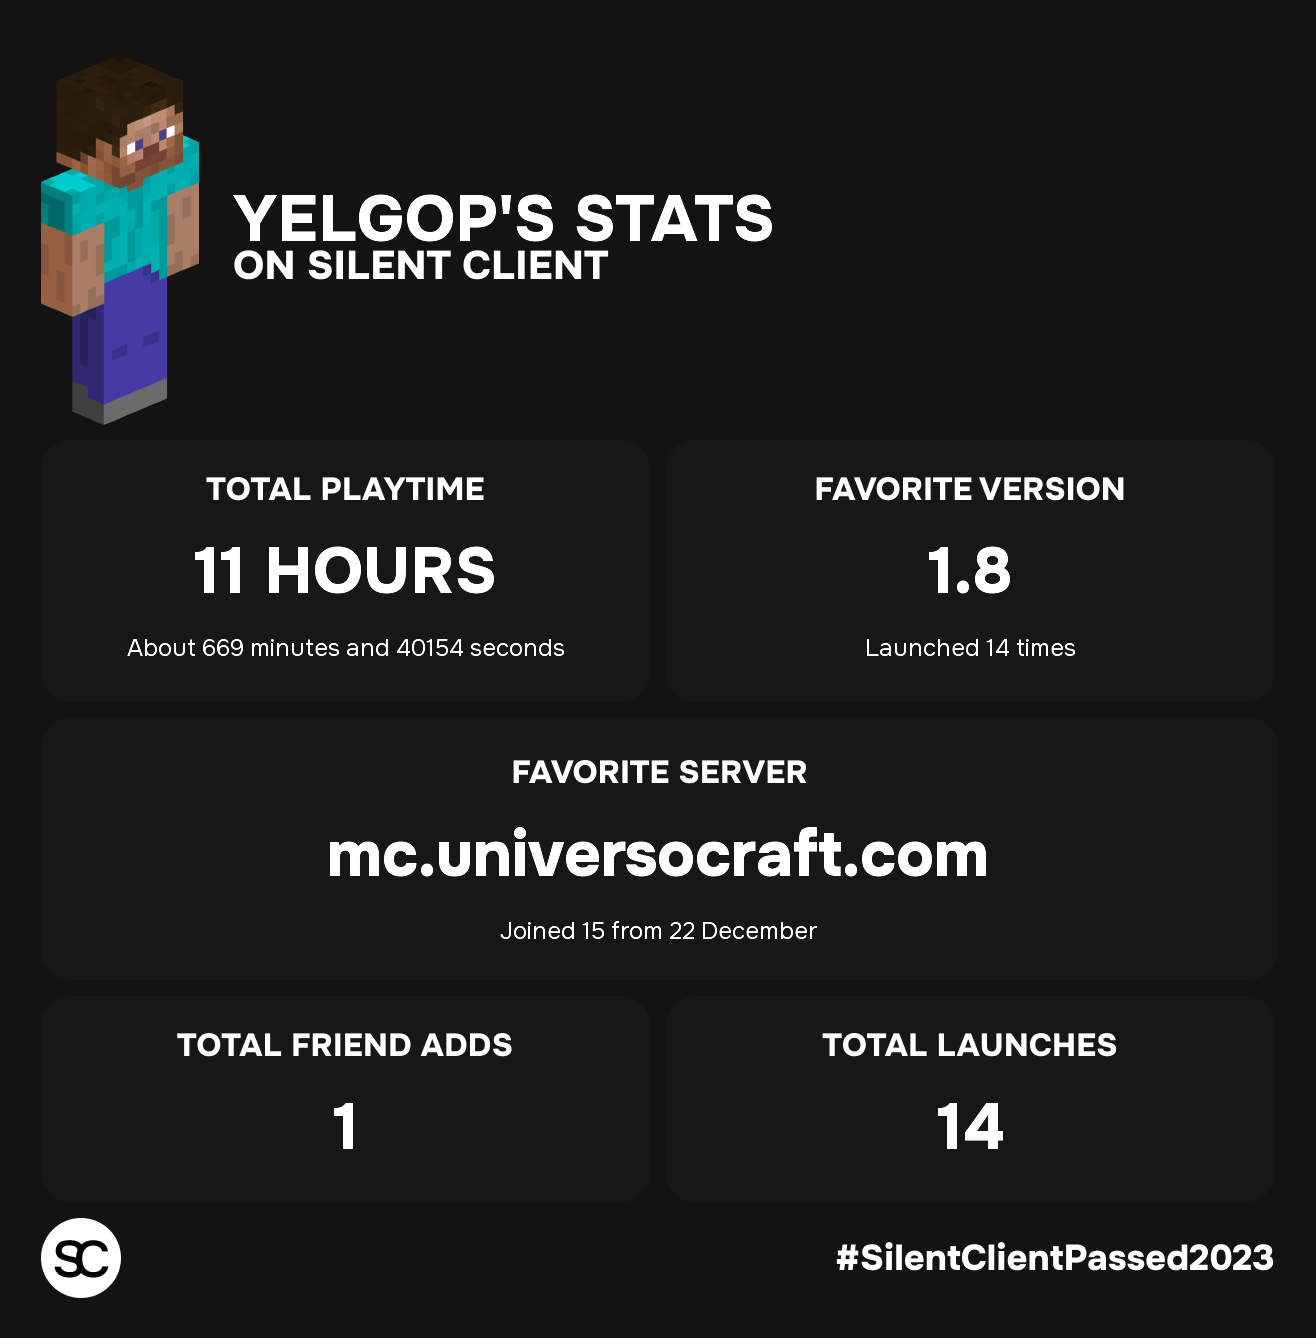 YELGOP'S STATS
ON SILENT CLIENT
TOTAL PLAYTIME
11 HOURS
About 669 minutes and 40154 seconds
FAVORITE VERSION
1.8
Launched 14 times
FAVORITE SERVER
mc.universocraft.com
Joined 15 from 22 December
TOTAL FRIEND ADDS
1
TOTAL LAUNCHES
14
SC
#SilentClientPassed2023